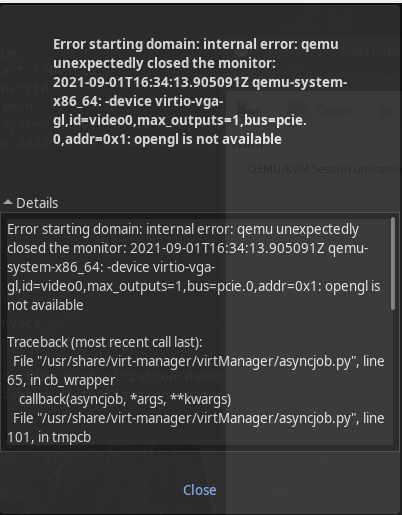 Error starting domain: internal error: qemu
unexpectedly closed the monitor:
2021-09-01T16:34:13.905091Z qemu-system-
x86_64: -device virtio-vga-
gl,id=video0,max_outputs=1,bus=pcie.
0,addr=0x1: opengl is not available
Ouvrir
QEMU/KVM Session utilisate
Details
Error starting domain: internal error: qemu unexpectedly
closed the monitor: 2021-09-01T16:34:13.905091Z qemu-
system-x86_64: -device virtio-vga-
gl,id=video0,max_outputs=1,bus=pcie.0,addr=0x1: opengl is
not available
Traceback (most recent call last):
File "/usr/share/virt-manager/virtManager/asyncjob.py", line
65, in cb_wrapper
callback(asyncjob, *args, **kwargs)
File "/usr/share/virt-manager/virtManager/asyncjob.py", line
101, in tmpcb
Close